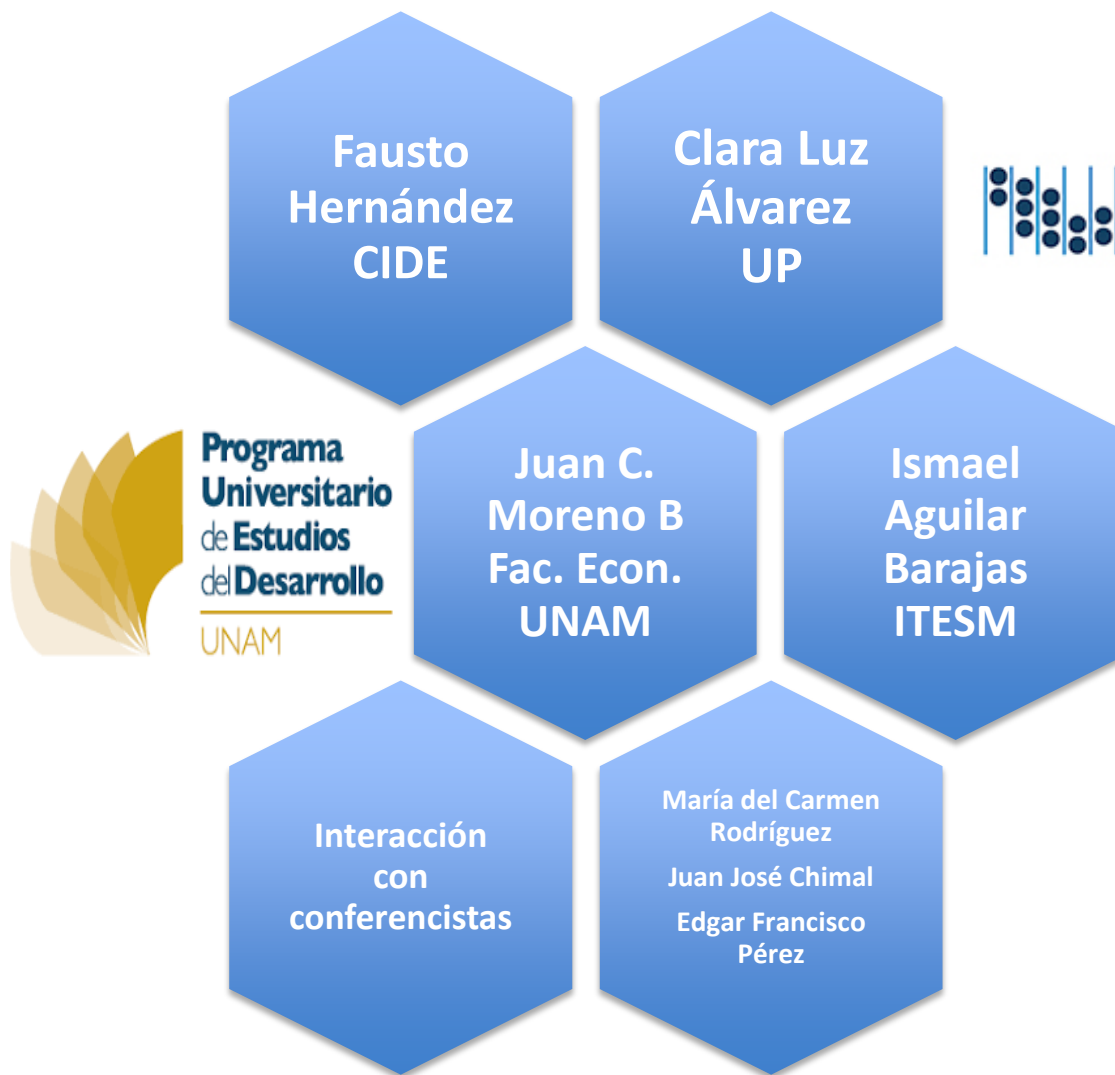 Fausto
Hernández
CIDE
Clara Luz
Álvarez
UP
Programa
Universitario
de Estudios
del Desarrollo
UNAM
Juan C.
Moreno B
Fac. Econ.
UNAM
Ismael
Aguilar
Barajas
ITESM
Interacción
con
conferencistas
María del Carmen
Rodríguez
Juan José Chimal
Edgar Francisco
Pérez